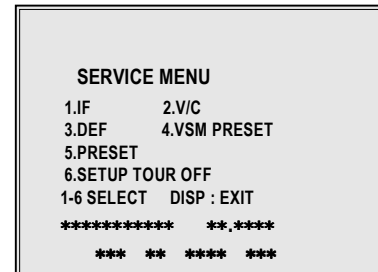 SERVICE MENU
1.IF 2.V/C
3.DEF 4.VSM PRESET
5.PRESET
6.SETUP TOUR OFF
1-6 SELECT DISP : EXIT
*********** **.****
*** ** **** ***